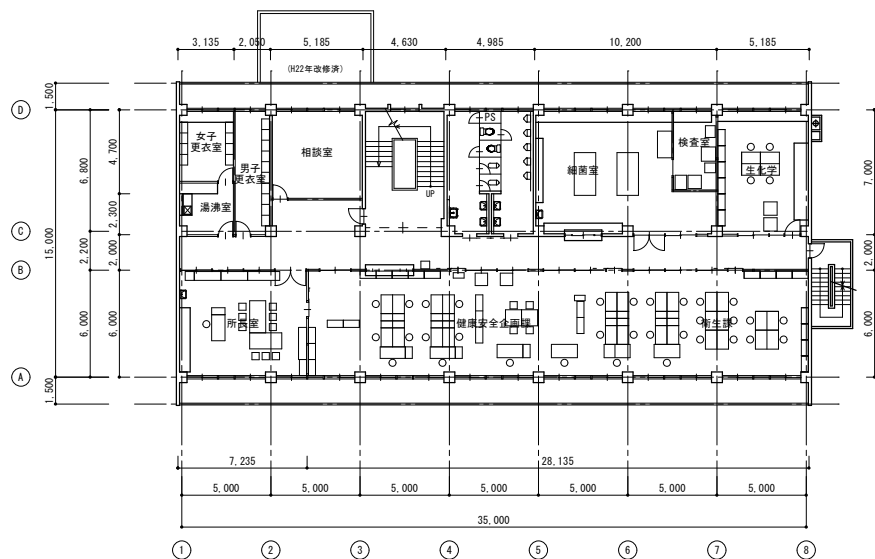 3,135
2,050
5,185
4,630
4,985
10,200
5,185
(H22年改修済)
1,500
D
6,800
4,700
女子
更衣室
男子
更衣室
相談室
PS
UP
細菌室
検査室
生化学
7,000
湯沸室
2,300
C
15,000
2,200
2,000
2,000
B
6,000
6,000
所長室
健康安全企画課
衛生課
6,000
A
1,500
7,235
28,135
5,000
5,000
5,000
5,000
5,000
5,000
5,000
35,000
1
2
3
4
5
6
7
8